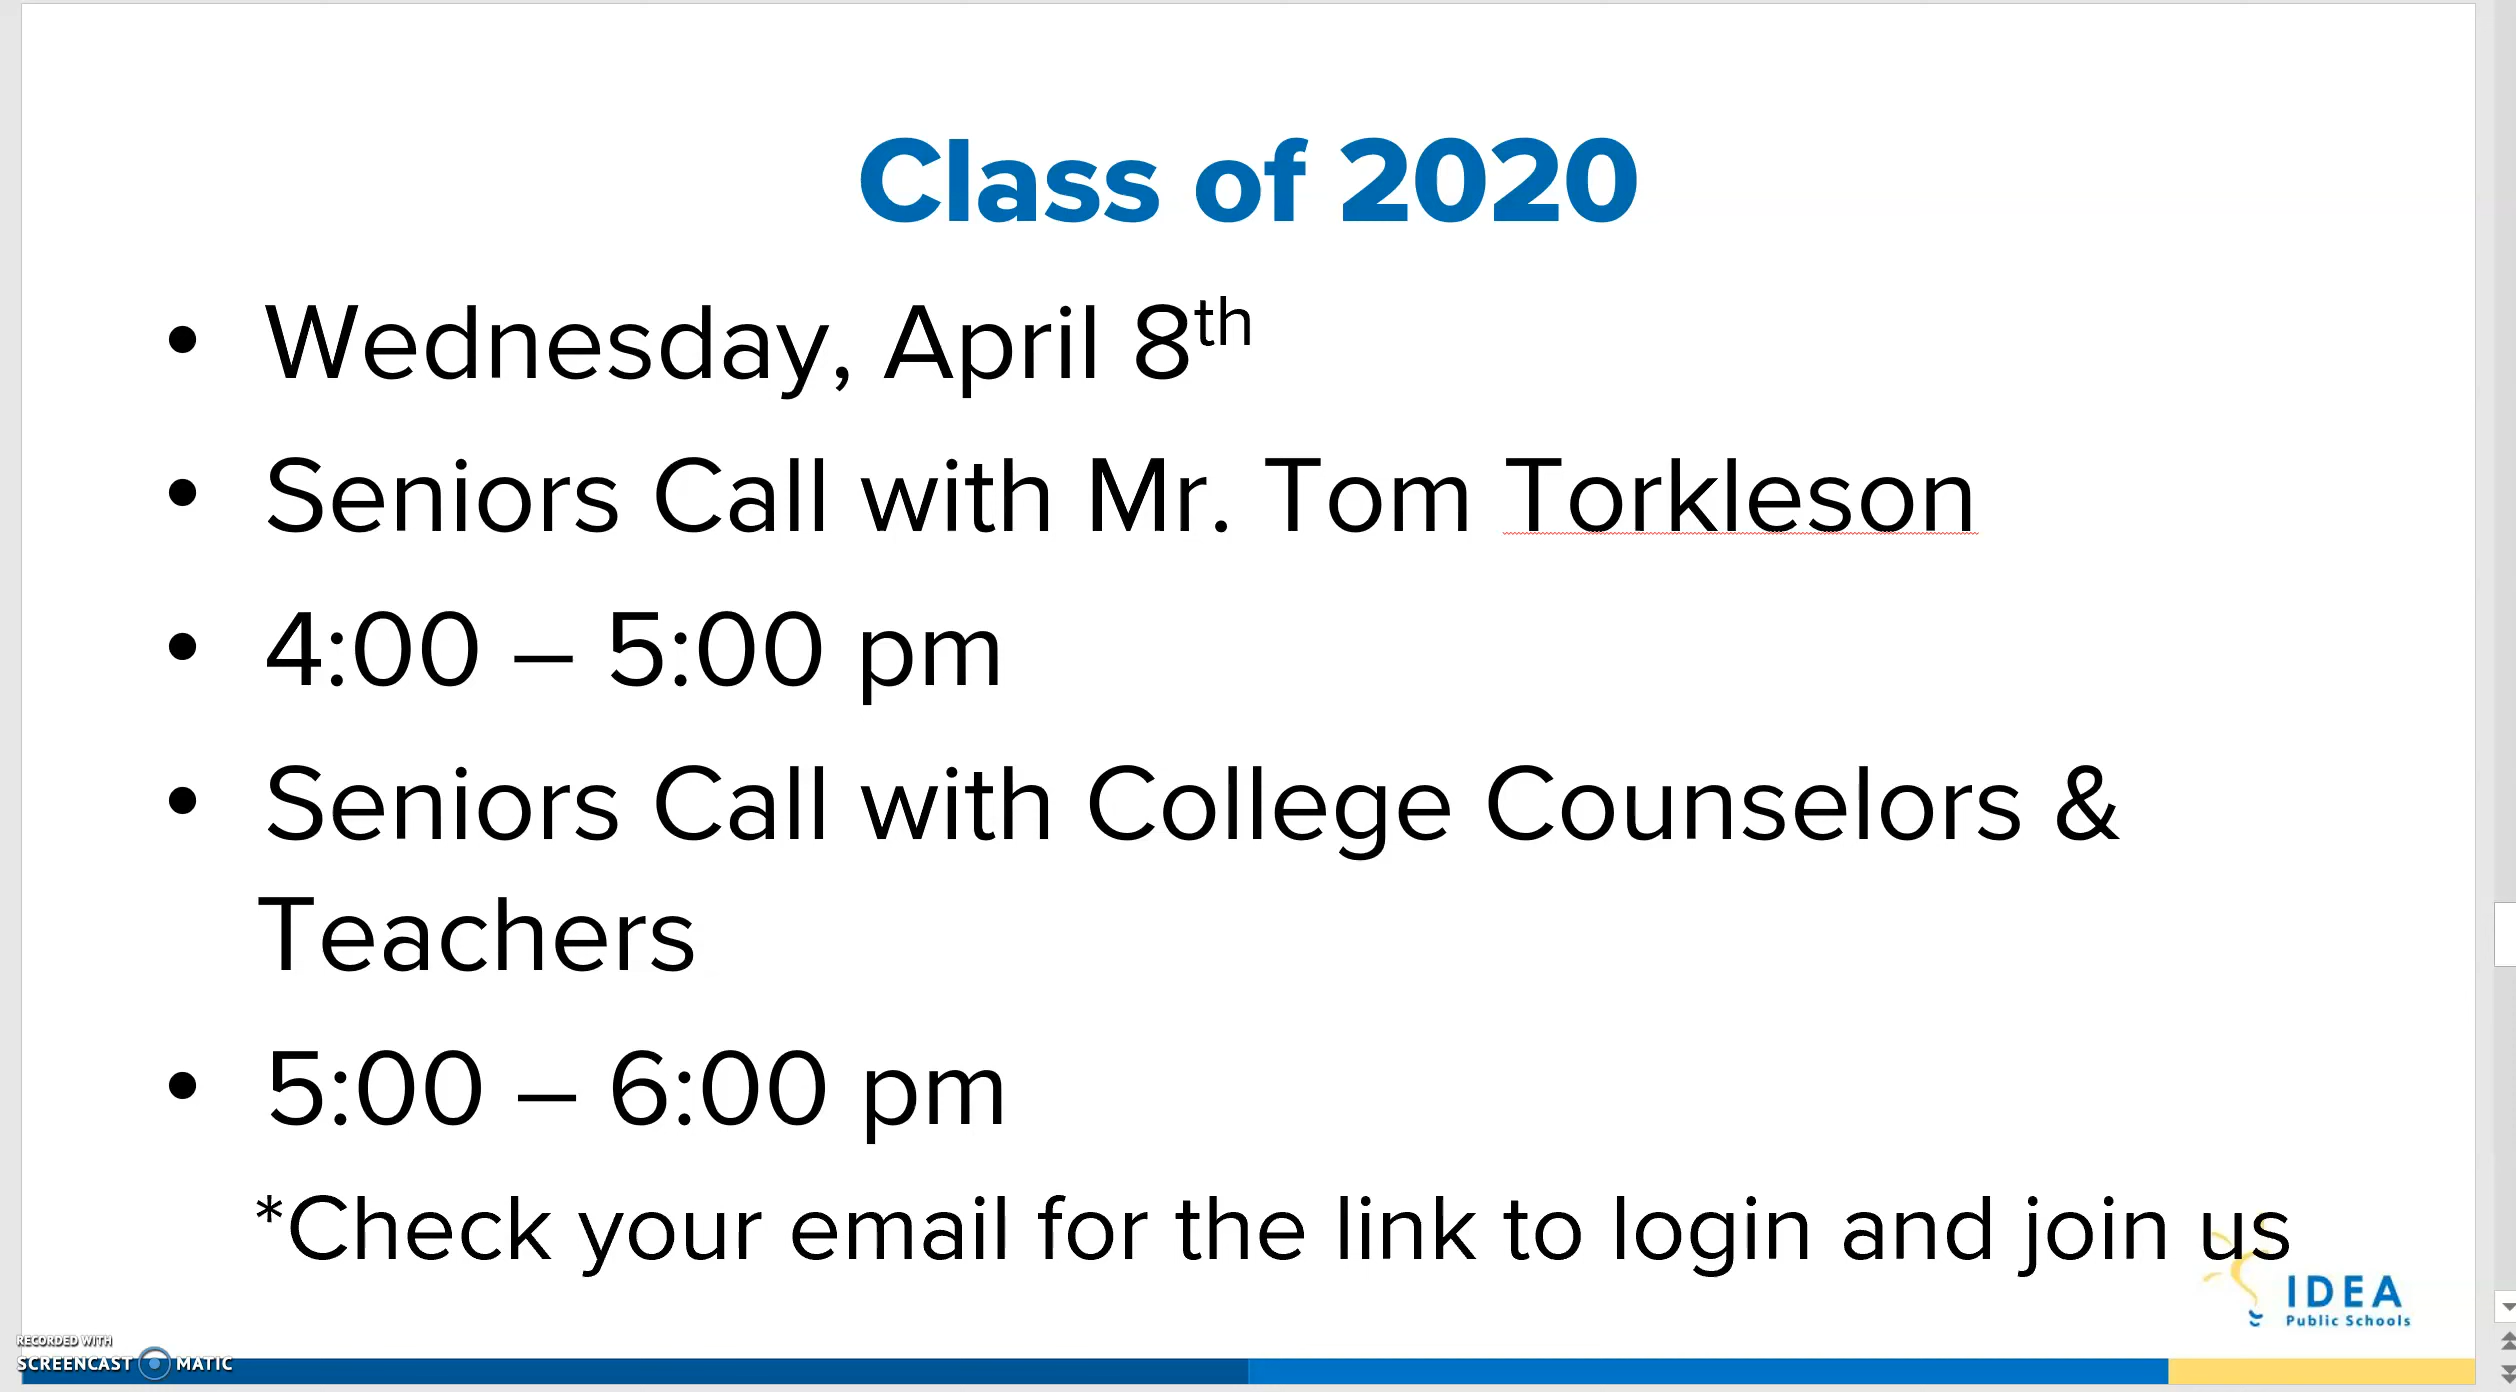 Class of 2020
• Wednesday, April 8th
• Seniors Call with Mr. Tom Torkleson
• 4:00 – 5:00 pm
• Seniors Call with College Counselors &
Teachers
• 5:00 – 6:00 pm
*Check your email for the link to login and join us
IDEA
Public Schools
RECORDED WITH
SCREENCAST MATIC